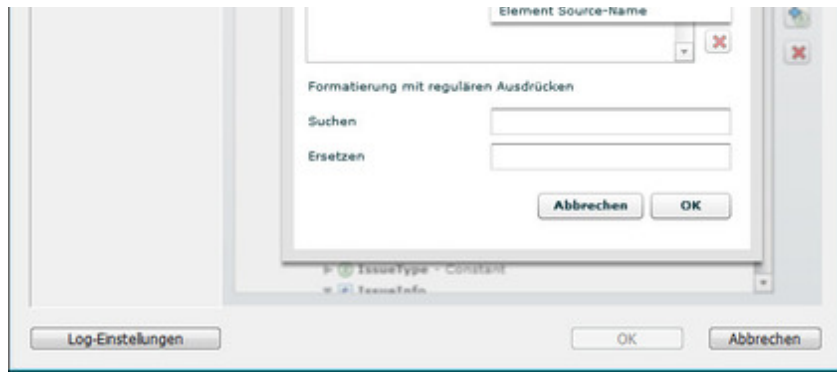 Element Source-Name
Formatierung mit regulären Ausdrücken
Suchen
Ersetzen
Abbrechen OK
IssueType - Constant
IssueInfo
Log-Einstellungen OK Abbrechen